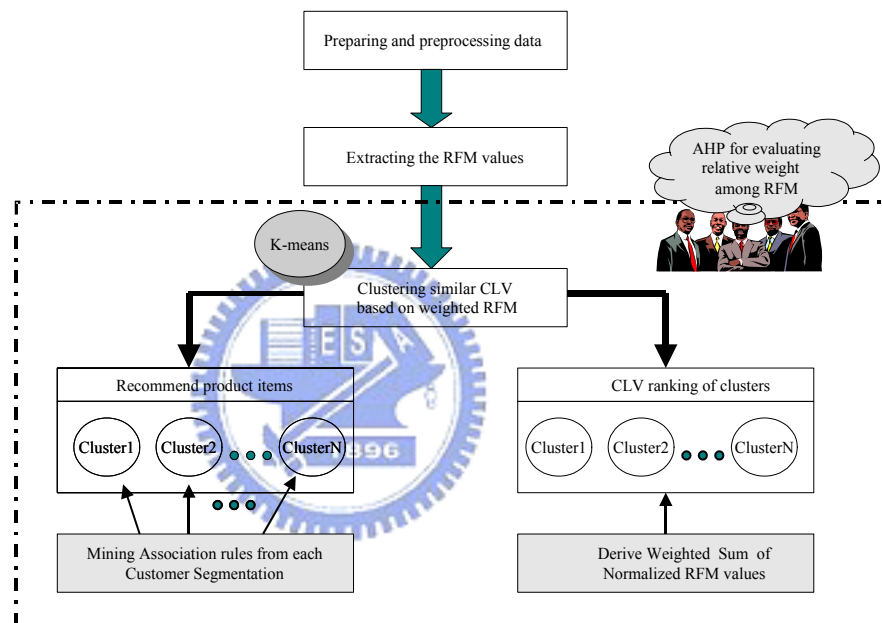 Preparing and preprocessing data
Extracting the RFM values
AHP for evaluating
relative weight
among RFM
K-means
Clustering similar CLV
based on weighted RFM
Recommend product items
CLV ranking of clusters
E S A
Cluster1
Cluster2
ClusterN
Cluster1
Cluster2
ClusterN
1896
Mining Association rules from each
Customer Segmentation
Derive Weighted Sum of
Normalized RFM values